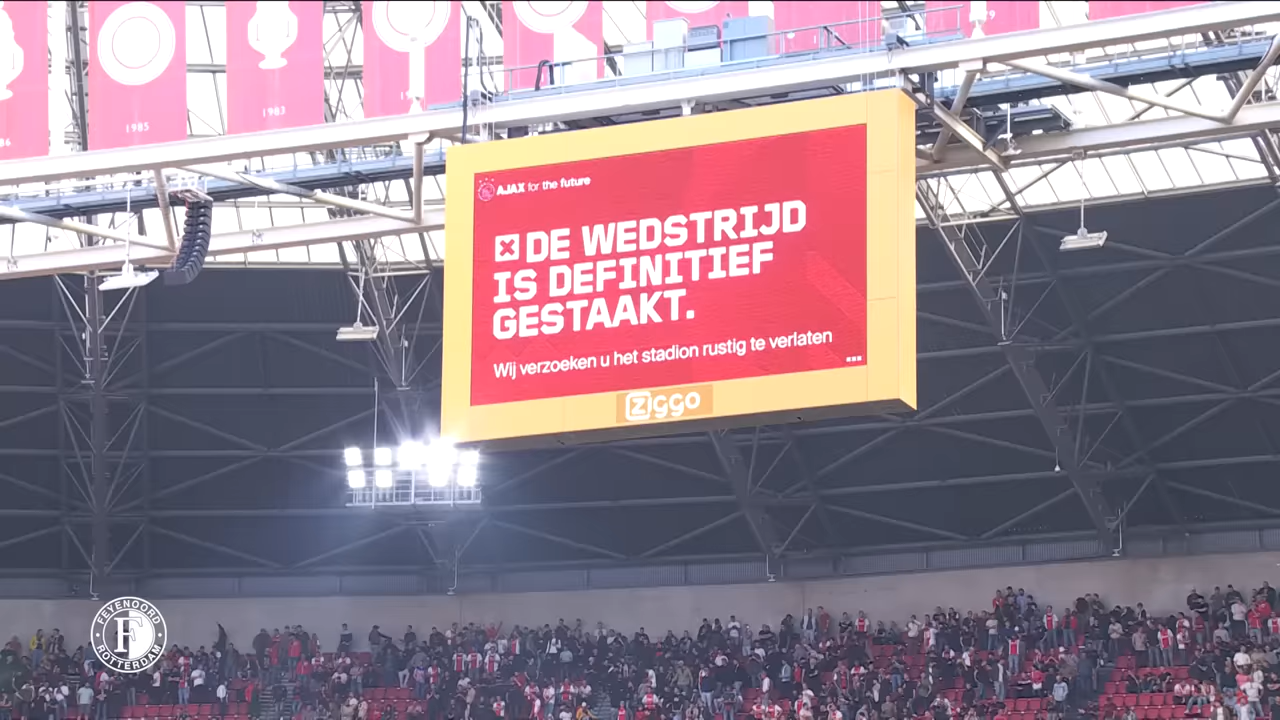 1985
1983
AJAX for the future
DE WEDSTRIJD
IS DEFINITIEF
GESTAAKT.
Wij verzoeken u het stadion rustig te verlaten
ziggo
FEYENOORD
ROTTERDAM